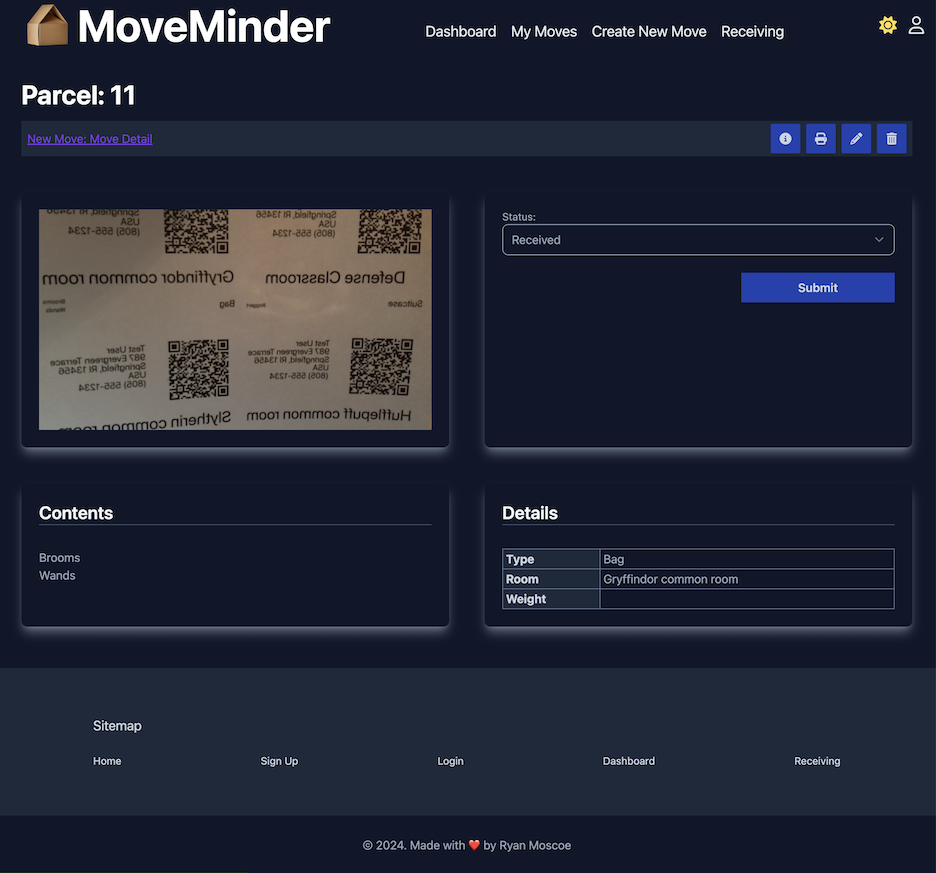 MoveMinder
Dashboard
My Moves
Create New Move
Receiving
Parcel: 11
New Move: Move Detail
Springfield, RI 13456
USA
(805) 555-1234
Springfield, RI 13456
USA
(805) 555-1234
Gryffindor common room
Defense Classroom
Brooms
Wands
Bag
Boggart
Suitcase
Test User
987 Evergreen Terrace
Springfield, RI 13456
USA
(805) 555-1234
Test User
987 Evergreen Terrace
Springfield, RI 13456
USA
(805) 555-1234
Slytherin common room
Hufflepuff common room
Status:
Received
Submit
Contents
Brooms
Wands
Details
Type Bag
Room Gryffindor common room
Weight
Sitemap
Home
Sign Up
Login
Dashboard
Receiving
© 2024. Made with ❤️ by Ryan Moscoe